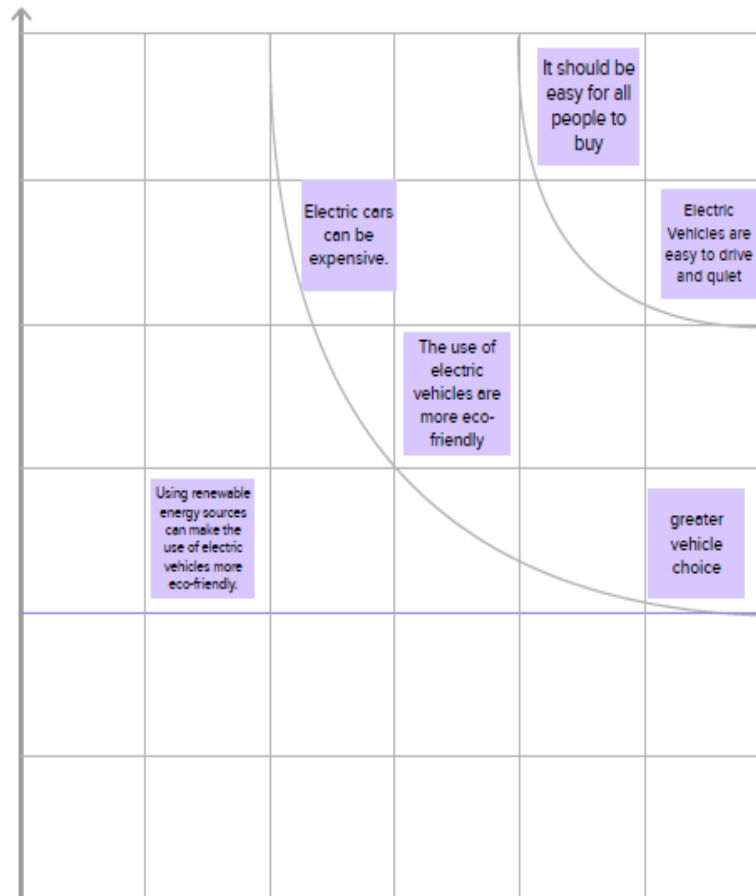 It should be
easy for all
people to
buy
Electric cars
can be
expensive.
Electric
Vehicles are
easy to drive
and quiet
The use of
electric
vehicles are
more eco-
friendly
Using renewable
energy sources
can make the
use of electric
vehicles more
eco-friendly.
greater
vehicle
choice